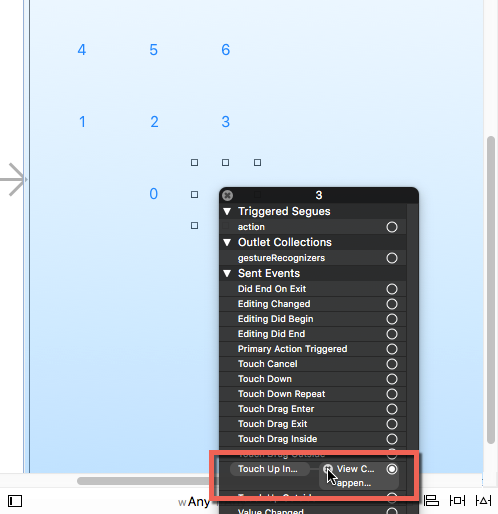 4 5 6
1 2 3
0
3
Triggered Segues
action
Outlet Collections
gestureRecognizers
Sent Events
Did End On Exit
Editing Changed
Editing Did Begin
Editing Did End
Primary Action Triggered
Touch Cancel
Touch Down
Touch Down Repeat
Touch Drag Enter
Touch Drag Exit
Touch Drag Inside
Touch Drag Outside
Touch Up In... View C...
appen...
Touch Up Outside
wAny
Value Changed